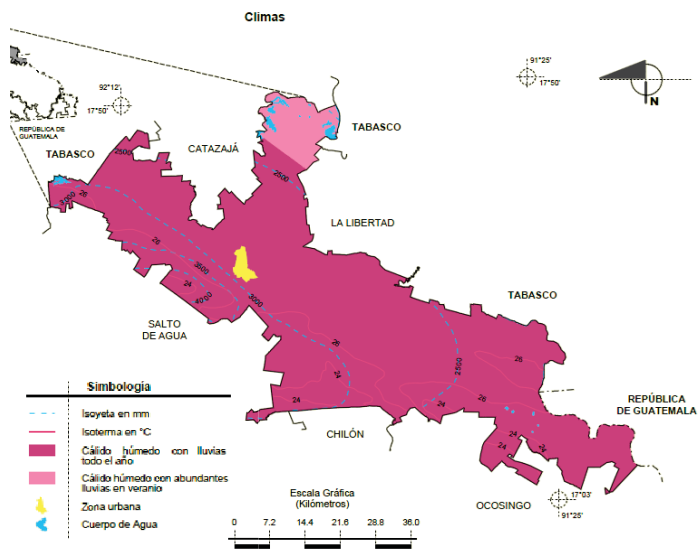 Climas
91°25'
17°50'
92°12'
17°50'
N
REPÚBLICA DE
GUATEMALA
TABASCO
CATAZAJÁ
TABASCO
2500
2500
3,000
26
LA LIBERTAD
26
3500
24
4000
3000
TABASCO
SALTO
DE AGUA
26
24
2550
26
26
24
24
24
24
REPÚBLICA
DE GUATEMALA
CHILÓN
OCOSINGO
17°03'
91°25'
Simbología
Isoyeta en mm
Isoterma en °C
Cálido húmedo con lluvias
todo el año
Cálido húmedo con abundantes
lluvias en verano
Zona urbana
Cuerpo de Agua
Escala Gráfica
(Kilómetros)
0 7.2 14.4 21.6 28.8 36.0